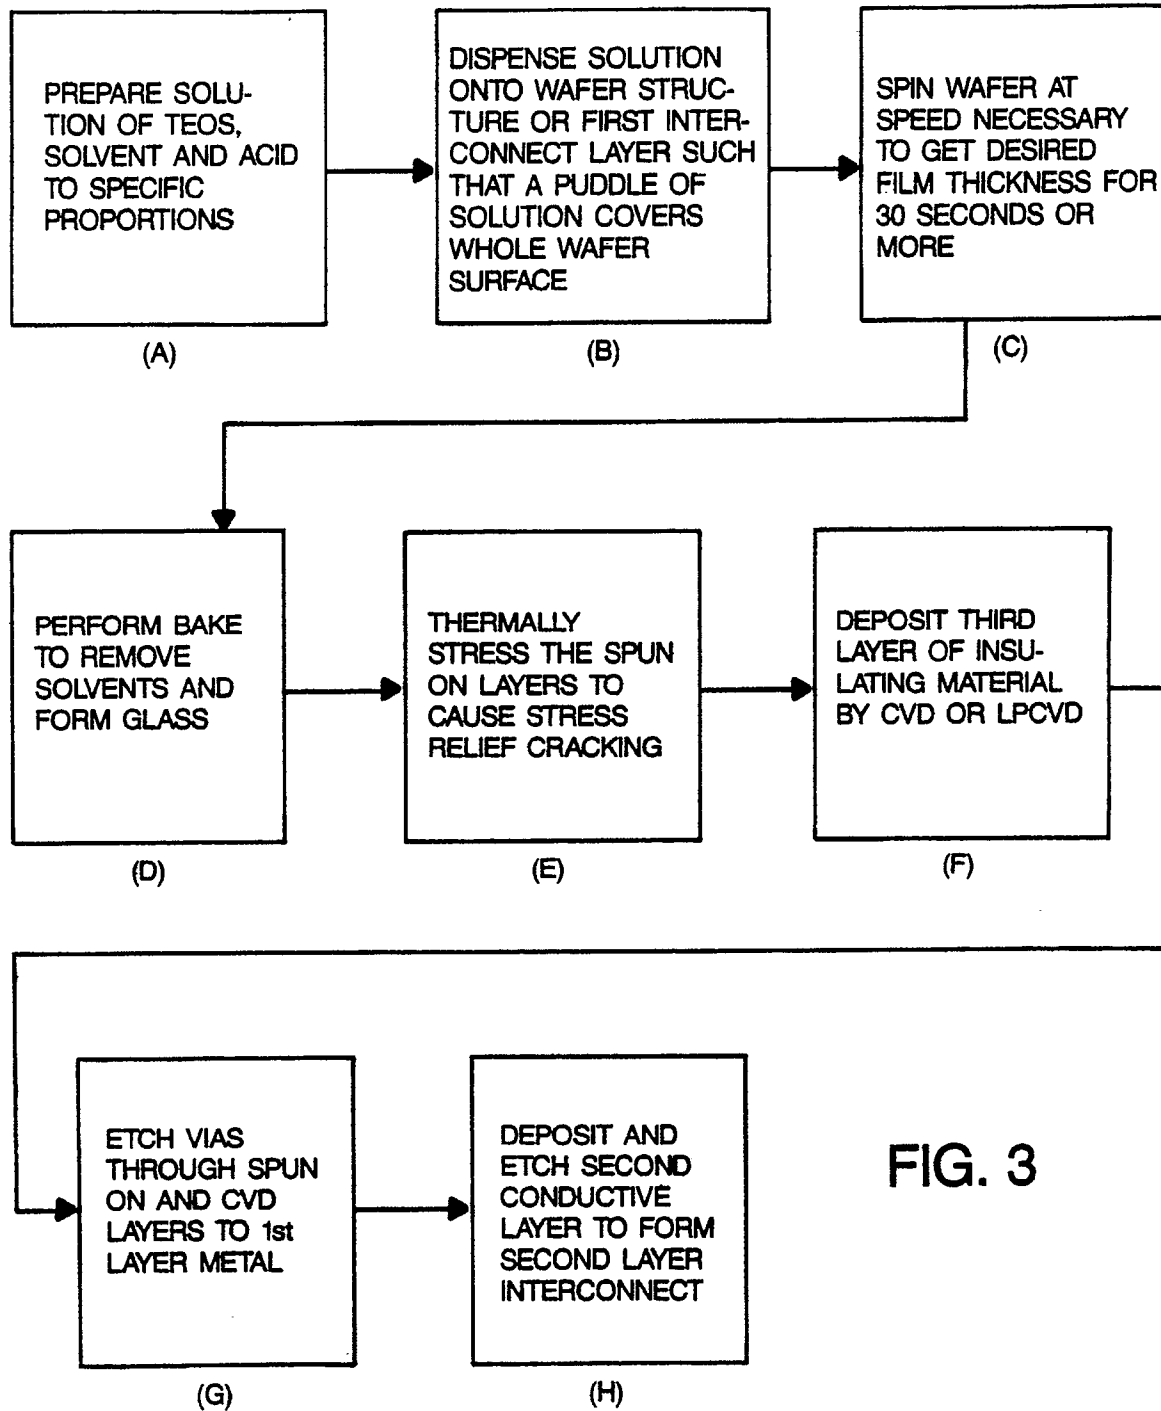 PREPARE SOLU-
TION OF TEOS,
SOLVENT AND ACID
TO SPECIFIC
PROPORTIONS
(A)
DISPENSE SOLUTION
ONTO WAFER STRUC-
TURE OR FIRST INTER-
CONNECT LAYER SUCH
THAT A PUDDLE OF
SOLUTION COVERS
WHOLE WAFER
SURFACE
(B)
SPIN WAFER AT
SPEED NECESSARY
TO GET DESIRED
FILM THICKNESS FOR
30 SECONDS OR
MORE
(C)
PERFORM BAKE
TO REMOVE
SOLVENTS AND
FORM GLASS
(D)
THERMALLY
STRESS THE SPUN
ON LAYERS TO
CAUSE STRESS
RELIEF CRACKING
(E)
DEPOSIT THIRD
LAYER OF INSU-
LATING MATERIAL
BY CVD OR LPCVD
(F)
ETCH VIAS
THROUGH SPUN
ON AND CVD
LAYERS TO 1st
LAYER METAL
(G)
DEPOSIT AND
ETCH SECOND
CONDUCTIVE
LAYER TO FORM
SECOND LAYER
INTERCONNECT
(H)
FIG. 3